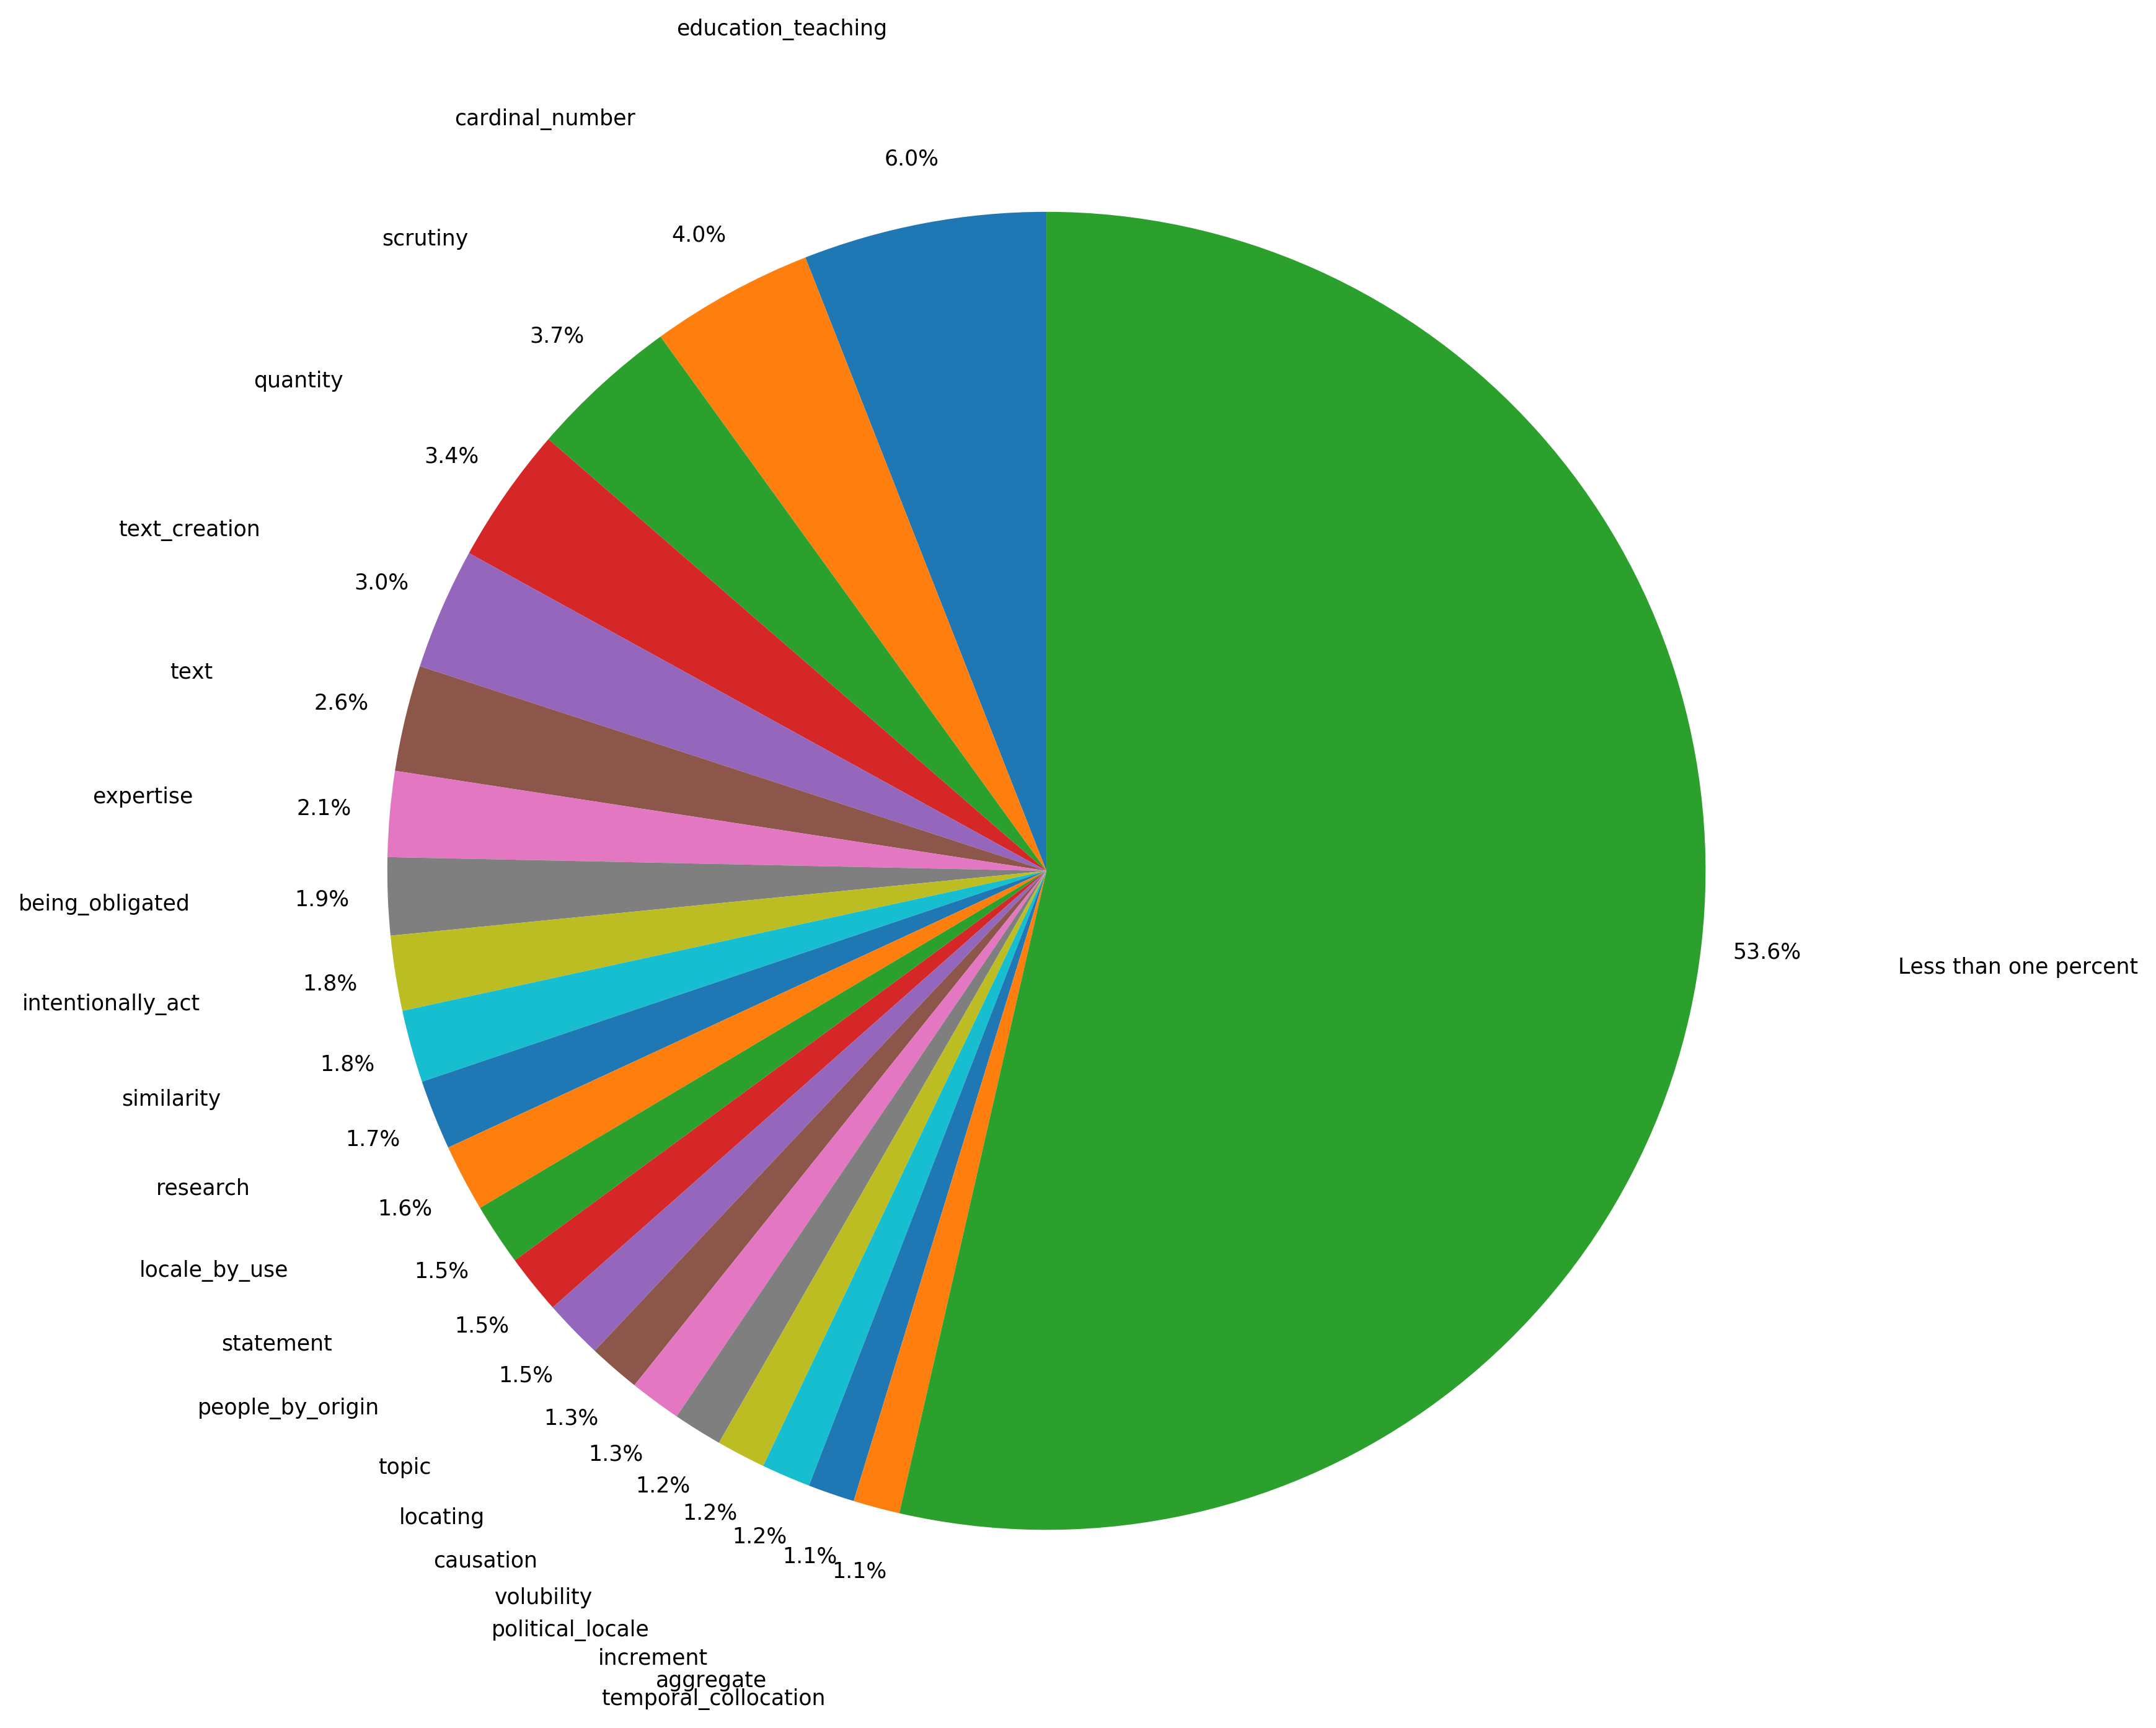 education_teaching
cardinal_number
6.0%
4.0%
scrutiny
3.7%
quantity
3.4%
text_creation
3.0%
text
2.6%
expertise
2.1%
being_obligated
1.9%
53.6%
Less than one percent
1.8%
intentionally_act
1.8%
similarity
1.7%
research
1.6%
locale_by_use
1.5%
1.5%
statement
1.5%
people_by_origin
1.3%
1.3%
topic
1.2%
1.2%
locating
1.2%
1.1%
causation
1.1%
volubility
political_locale
increment
aggregate
temporal_collocation